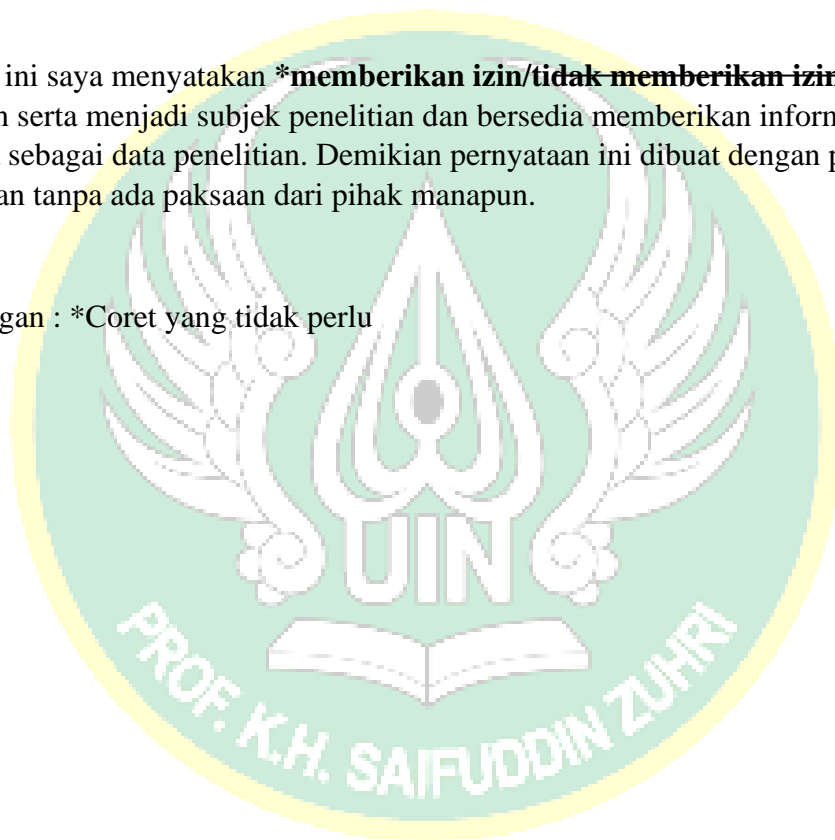 ini saya menyatakan *memberikan izin/tidak memberikan izin
serta menjadi subjek penelitian dan bersedia memberikan inform
sebagai data penelitian. Demikian pernyataan ini dibuat dengan p
an tanpa ada paksaan dari pihak manapun.
gan : *Coret yang tidak perlu
UIN
PROF. K.H. SAIFUDDIN ZUHRI